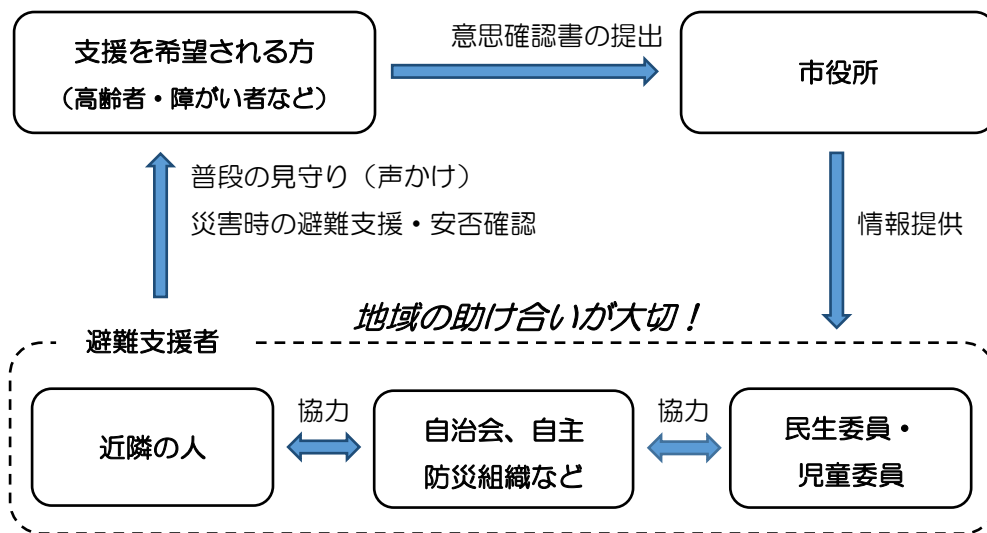 支援を希望される方
(高齢者・障がい者など)
意思確認書の提出
市役所
普段の見守り（声かけ）
災害時の避難支援・安否確認
情報提供
地域の助け合いが大切！
避難支援者
近隣の人
協力
自治会、自主
防災組織など
協力
民生委員・
児童委員